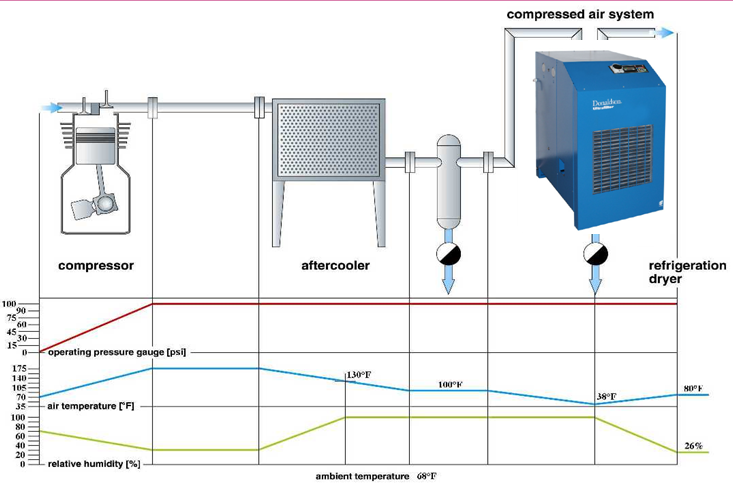 compressed air system
Donaldson
compressor
aftercooler
refrigeration
dryer
100
90
75
60
45
30
15
0
operating pressure gauge [psi]
175
140
105
70
35
130°F
100°F
38°F
80°F
air temperature [°F]
100
80
60
40
20
0
26%
relative humidity [%]
ambient temperature 68°F